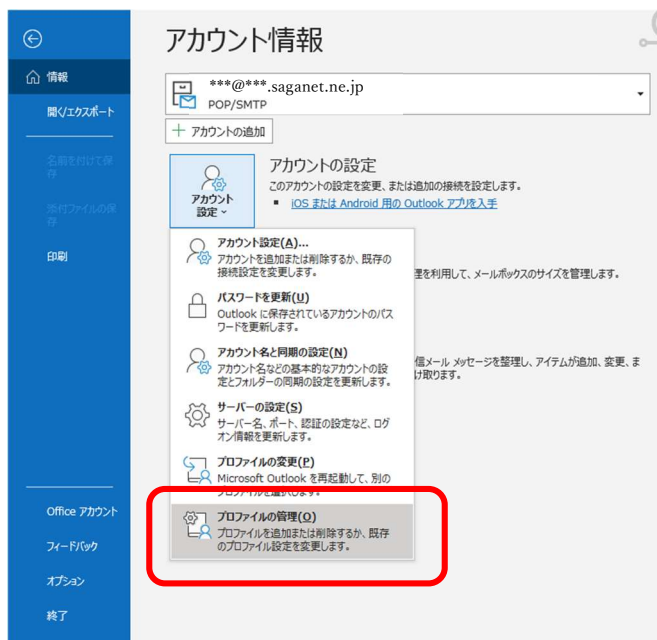 アカウント情報
情報
***@***.saganet.ne.jp
POP/SMTP
開く/エクスポート
アカウントの追加
名前を付けて保
存
添付ファイルの保
存
印刷
アカウント
設定
アカウントの設定
このアカウントの設定を変更、または追加の接続を設定します。
iOS または Android 用の Outlook アプリを入手
アカウント設定(A)...
アカウントを追加または削除するか、既存の
接続設定を変更します。
理を利用して、メールボックスのサイズを管理します。
パスワードを更新(U)
Outlook に保存されているアカウントのパス
ワードを更新します。
アカウント名と同期の設定(N)
アカウント名などの基本的なアカウントの設
定とフォルダーの同期の設定を更新します。
信メール メッセージを整理し、アイテムが追加、変更、ま
け取ります。
サーバーの設定(S)
サーバー名、ポート、認証の設定など、ログ
オン情報を更新します。
プロファイルの変更(P)
Microsoft Outlook を再起動して、別の
プロファイルを選択します。
プロファイルの管理(O)
プロファイルを追加または削除するか、既存
のプロファイル設定を変更します。
Office アカウント
フィードバック
オプション
終了